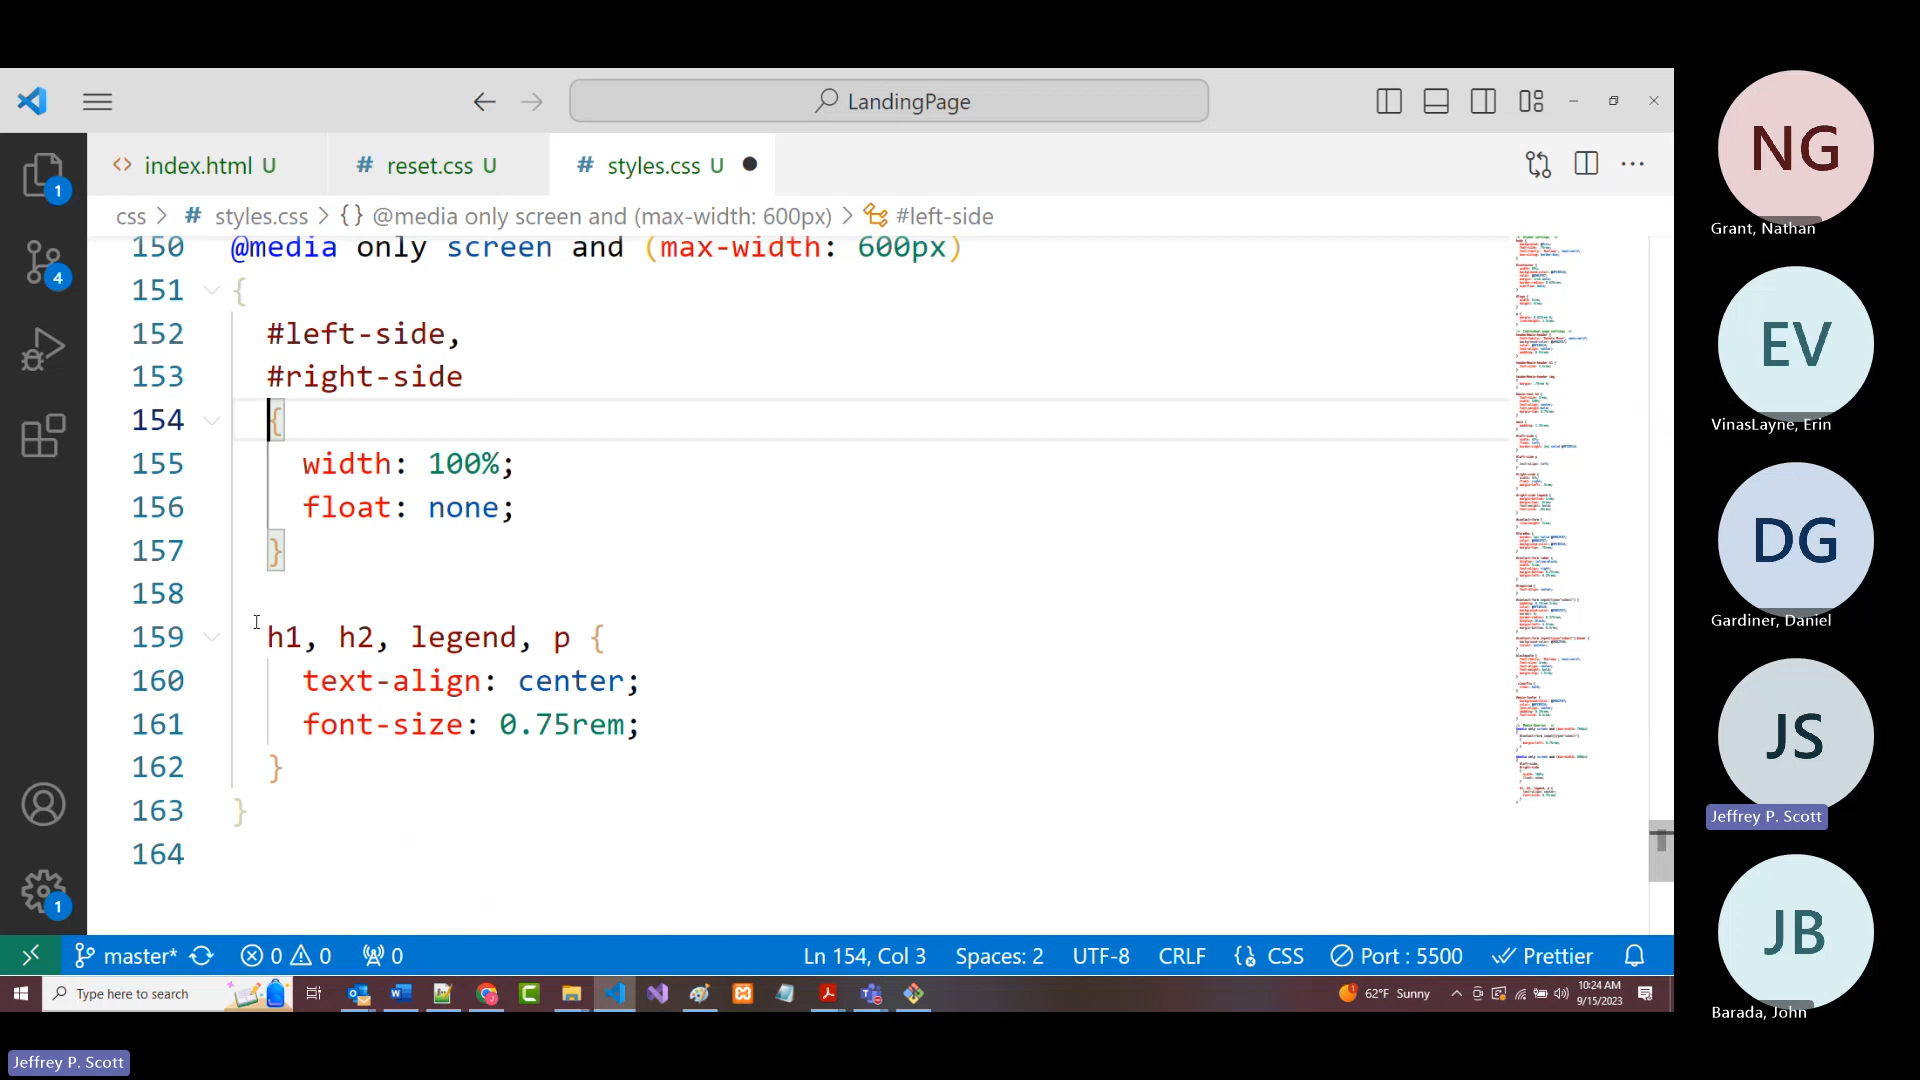 LandingPage
index.html U
# reset.css U
# styles.css U
css > # styles.css > {} @media only screen and (max-width: 600px) > #left-side
150 @media only screen and (max-width: 600px)
151 {
152 #left-side,
153 #right-side
154 {
155 width: 100%;
156 float: none;
157 }
158
159 h1, h2, legend, p {
160 text-align: center;
161 font-size: 0.75rem;
162 }
163 }
164
1
4
1
master* 0 0 0 Ln 154, Col 3 Spaces: 2 UTF-8 CRLF {} CSS Port : 5500 Prettier
Type here to search
62°F Sunny
10:24 AM
9/15/2023
NG
Grant, Nathan
EV
VinasLayne, Erin
DG
Gardiner, Daniel
JS
Jeffrey P. Scott
JB
Barada, John
Jeffrey P. Scott